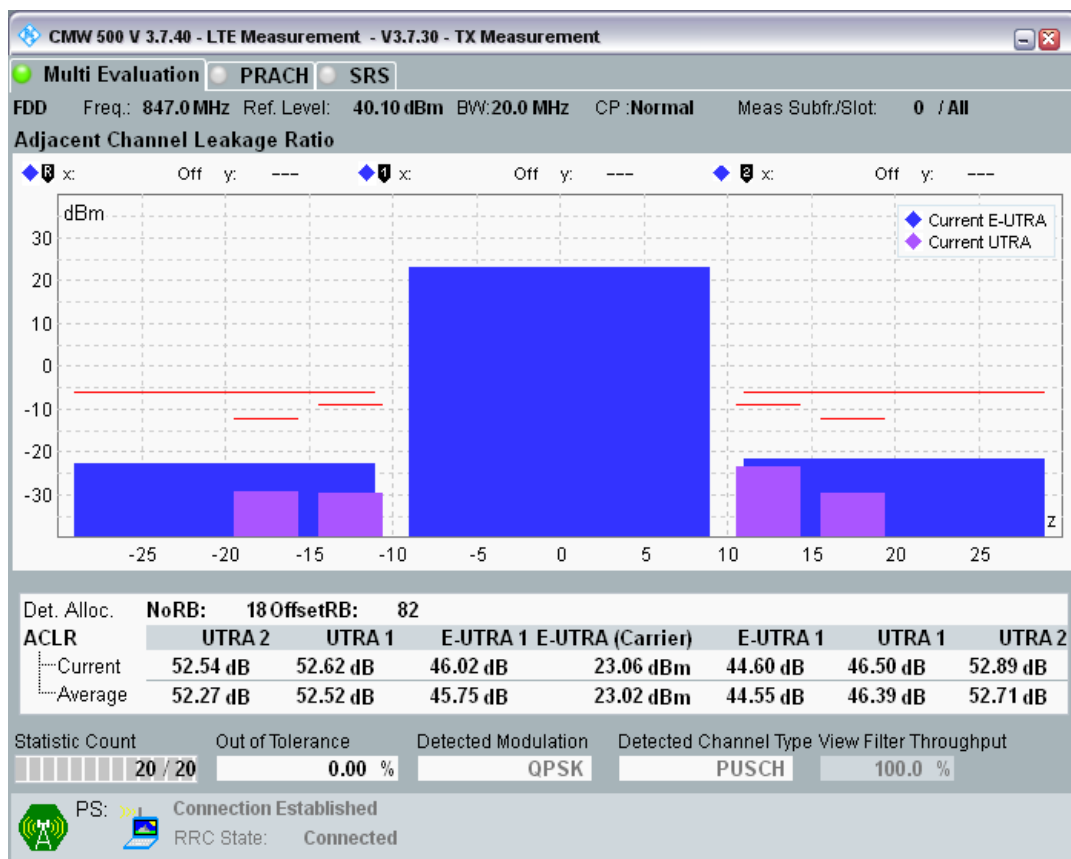 CMW 500 V 3.7.40 - LTE Measurement - V3.7.30 - TX Measurement
Multi Evaluation PRACH SRS
FDD Freq.: 847.0 MHz Ref. Level: 40.10 dBm BW:20.0 MHz CP :Normal Meas Subfr./Slot: 0 / All
Adjacent Channel Leakage Ratio
R x: Off y: --- 1 x: Off y: --- 2 x: Off y: ---
dBm
Current E-UTRA
Current UTRA
30
20
10
0
-10
-20
-30
z
-25 -20 -15 -10 -5 0 5 10 15 20 25
Det. Alloc. NoRB: 18 OffsetRB: 82
ACLR UTRA 2 UTRA 1 E-UTRA 1 E-UTRA (Carrier) E-UTRA 1 UTRA 1 UTRA 2
Current 52.54 dB 52.62 dB 46.02 dB 23.06 dBm 44.60 dB 46.50 dB 52.89 dB
Average 52.27 dB 52.52 dB 45.75 dB 23.02 dBm 44.55 dB 46.39 dB 52.71 dB
Statistic Count Out of Tolerance Detected Modulation Detected Channel Type View Filter Throughput
20 / 20 0.00 % QPSK PUSCH 100.0 %
PS: Connection Established
RRC State: Connected